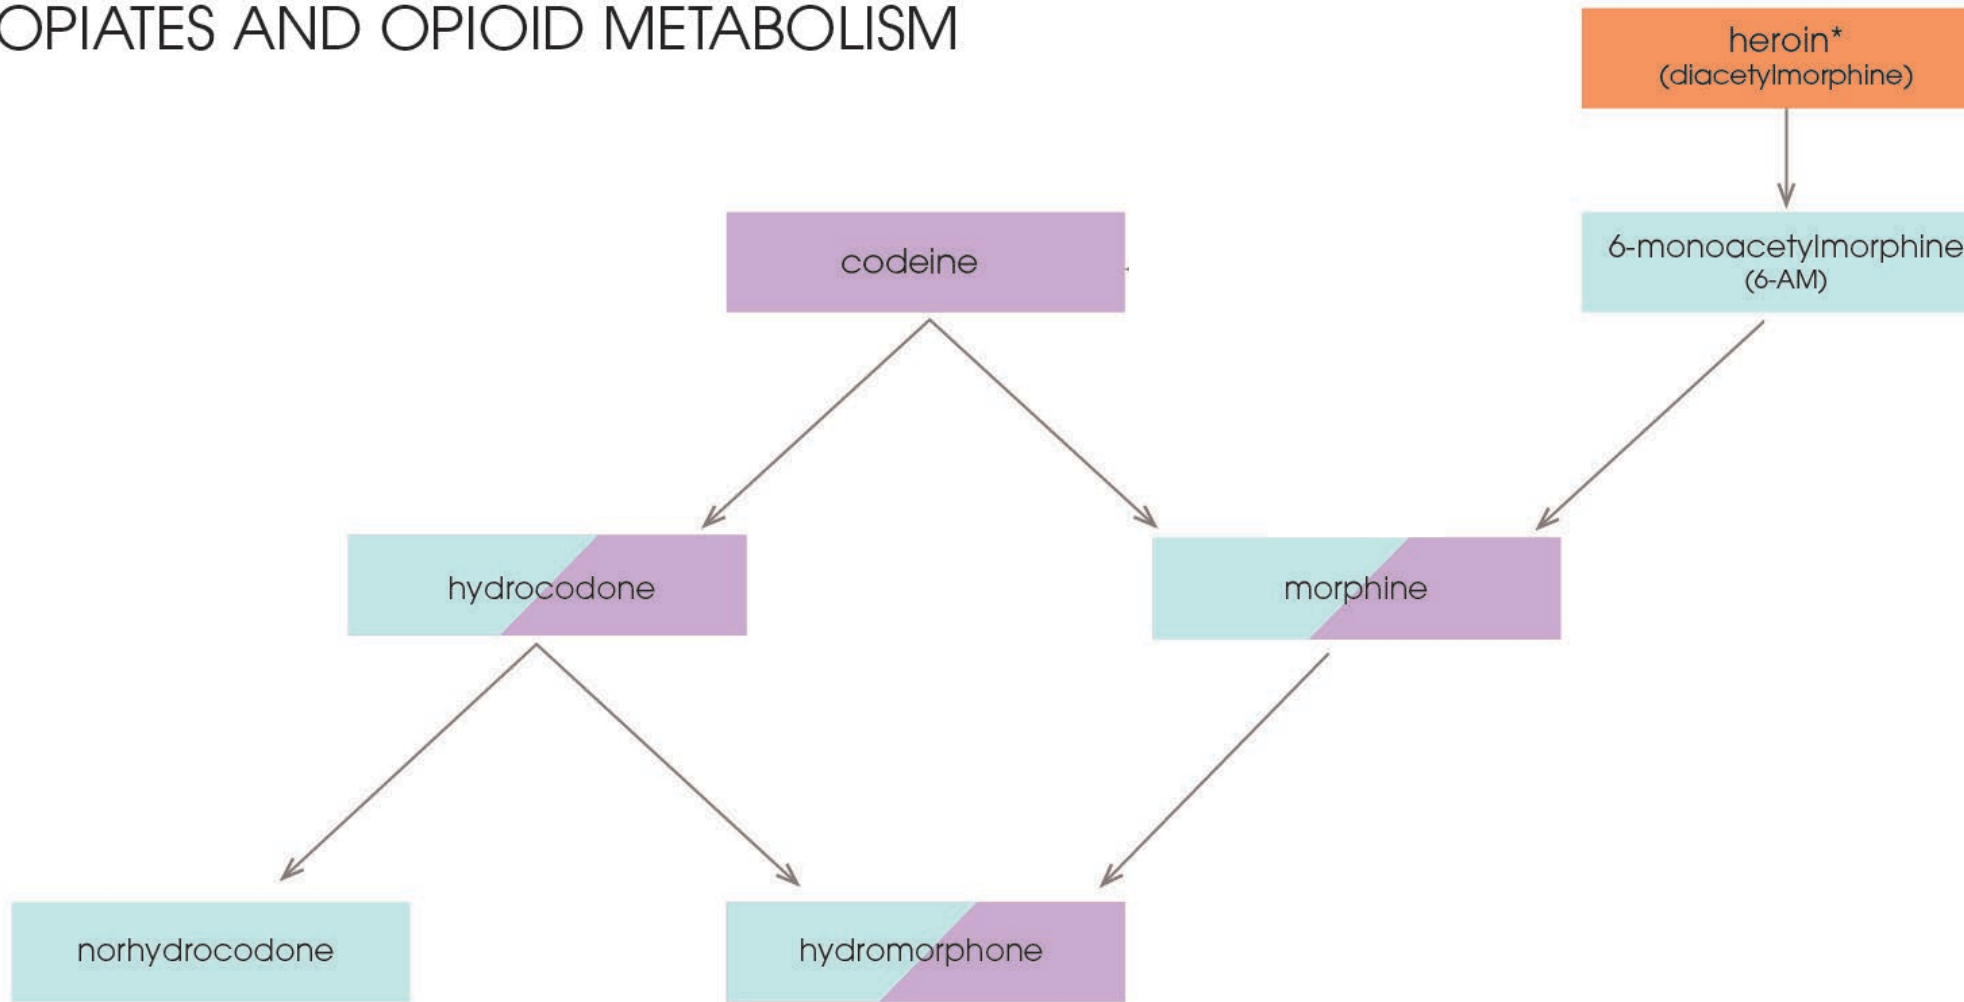 OPIATES AND OPIOID METABOLISM
heroin*
(diacetylmorphine)
codeine
6-monoacetylmorphine
(6-AM)
hydrocodone
morphine
norhydrocodone
hydromorphone